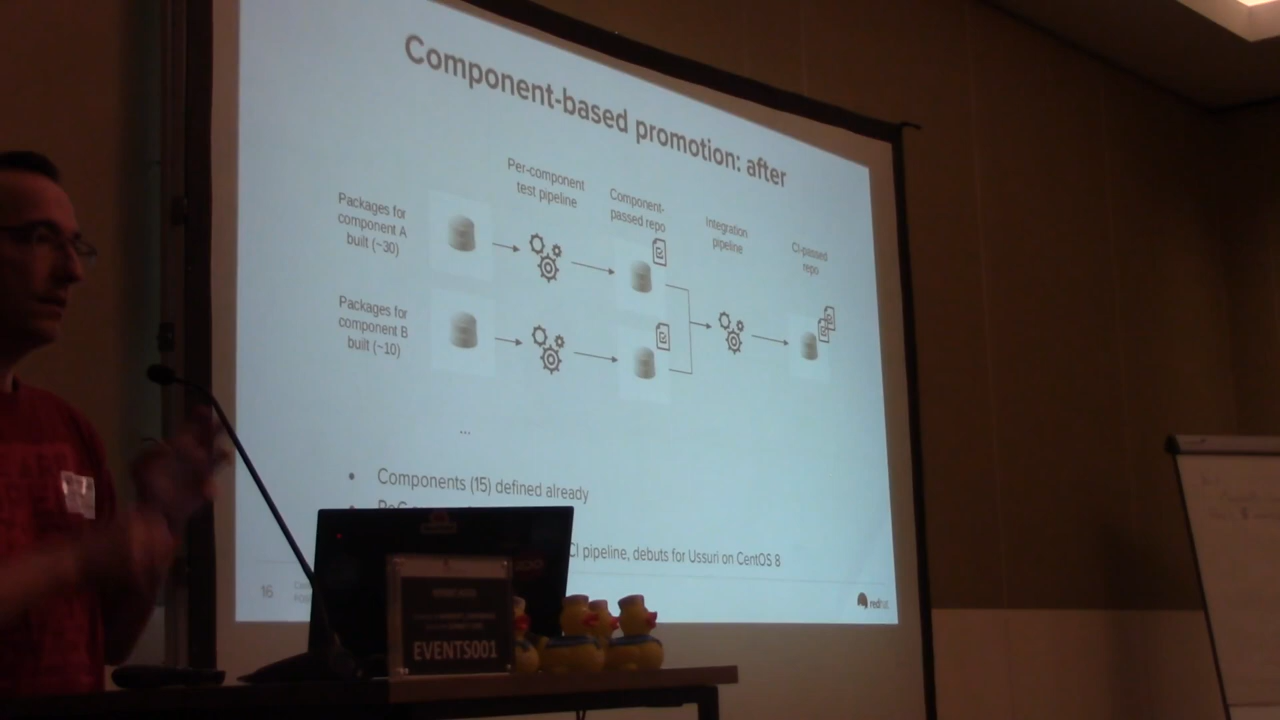 Component-based promotion: after
Per-component
test pipeline
Component-
passed repo
Integration
pipeline
CI-passed
repo
Packages for
component A
built (~30)
Packages for
component B
built (~10)
...
• Components (15) defined already
• PoC
CI pipeline, debuts for Ussuri on CentOS 8
16
redhat
EVENTS001